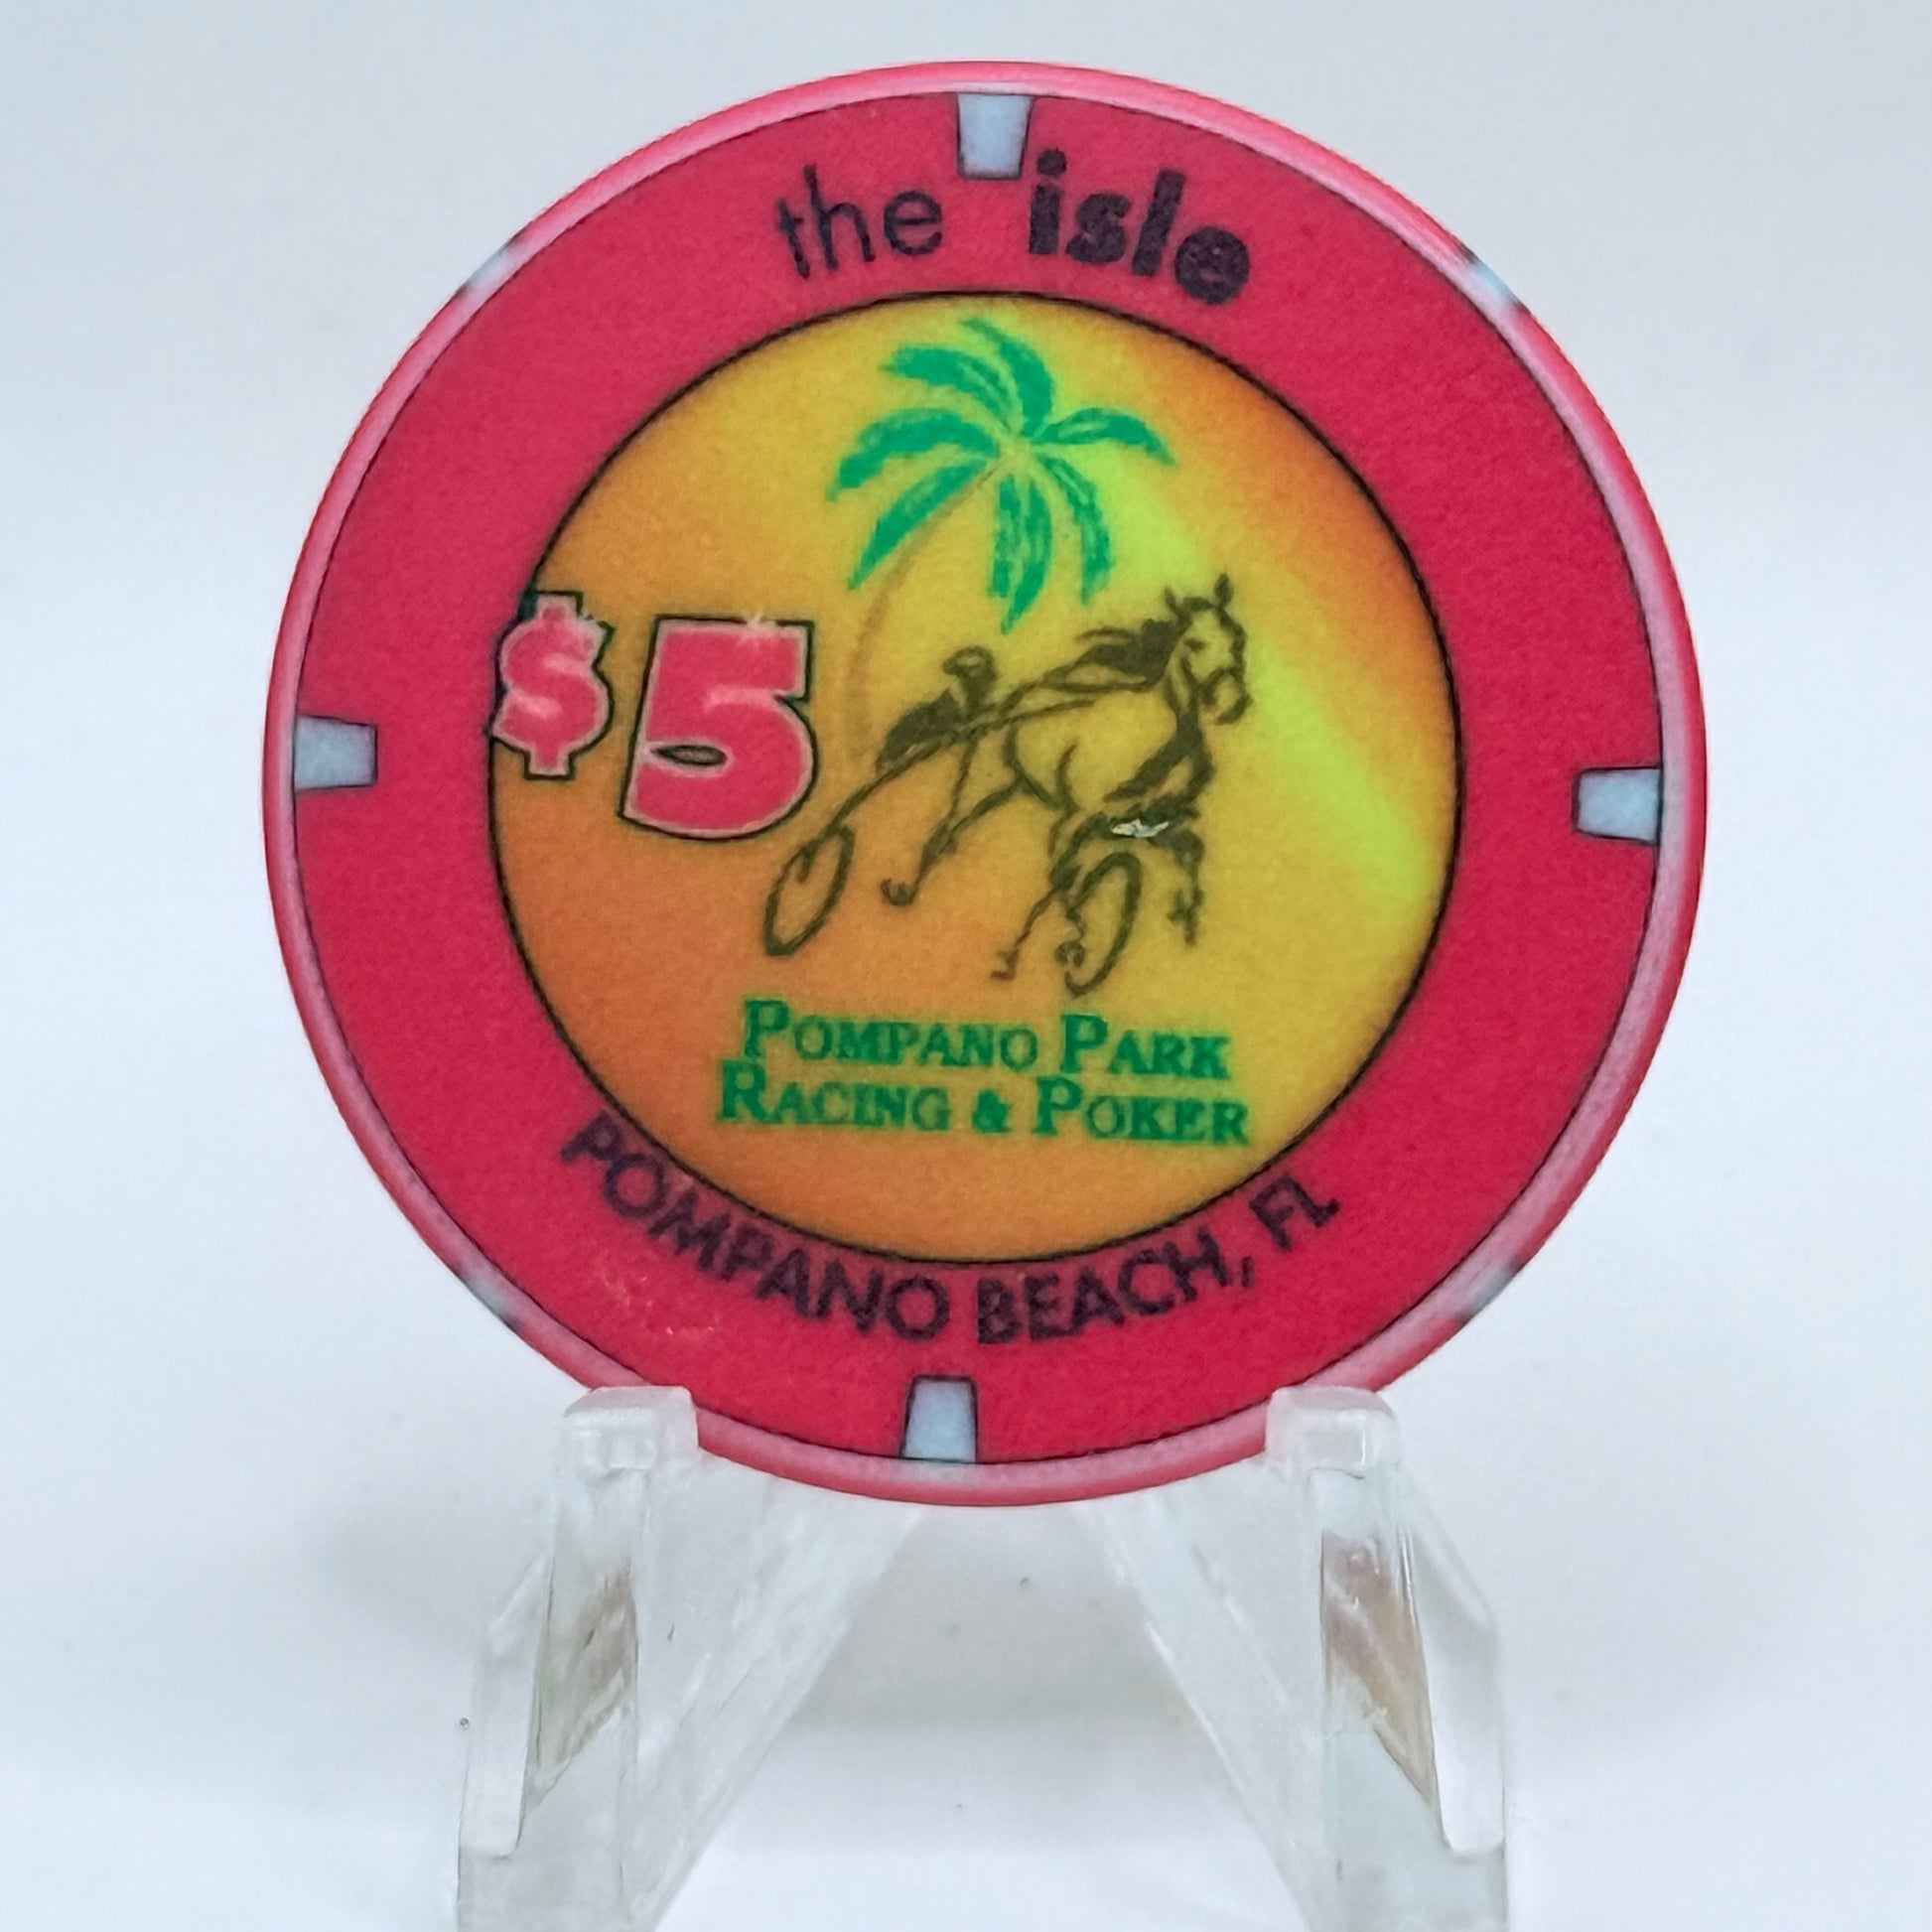 the isle
$5
POMPANO PARK
RACING & POKER
POMPANO BEACH, FL